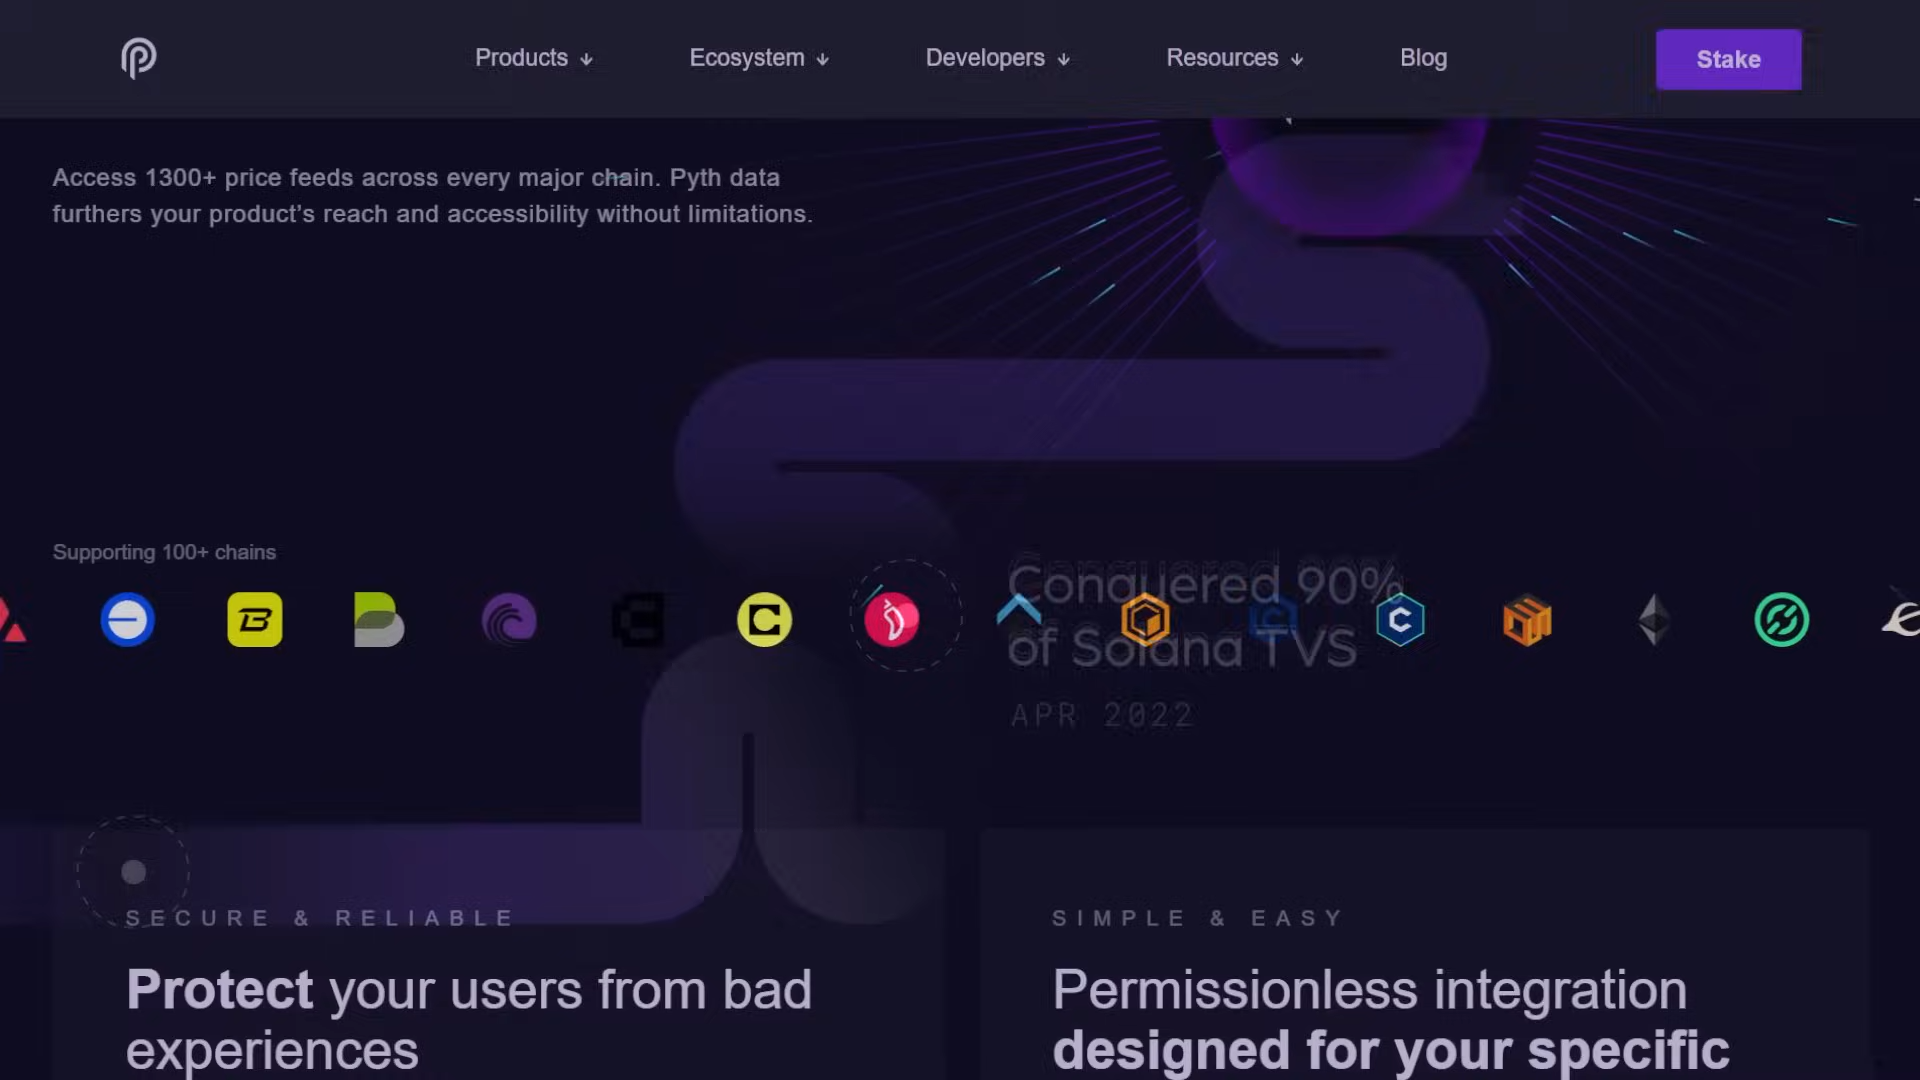 Products ↓ Ecosystem ↓ Developers ↓ Resources ↓ Blog Stake
Access 1300+ price feeds across every major chain. Pyth data
furthers your product’s reach and accessibility without limitations.
Supporting 100+ chains
Conquered 90%
of Solana TVS
APR 2022
SECURE & RELIABLE
Protect your users from bad
experiences
SIMPLE & EASY
Permissionless integration
designed for your specific